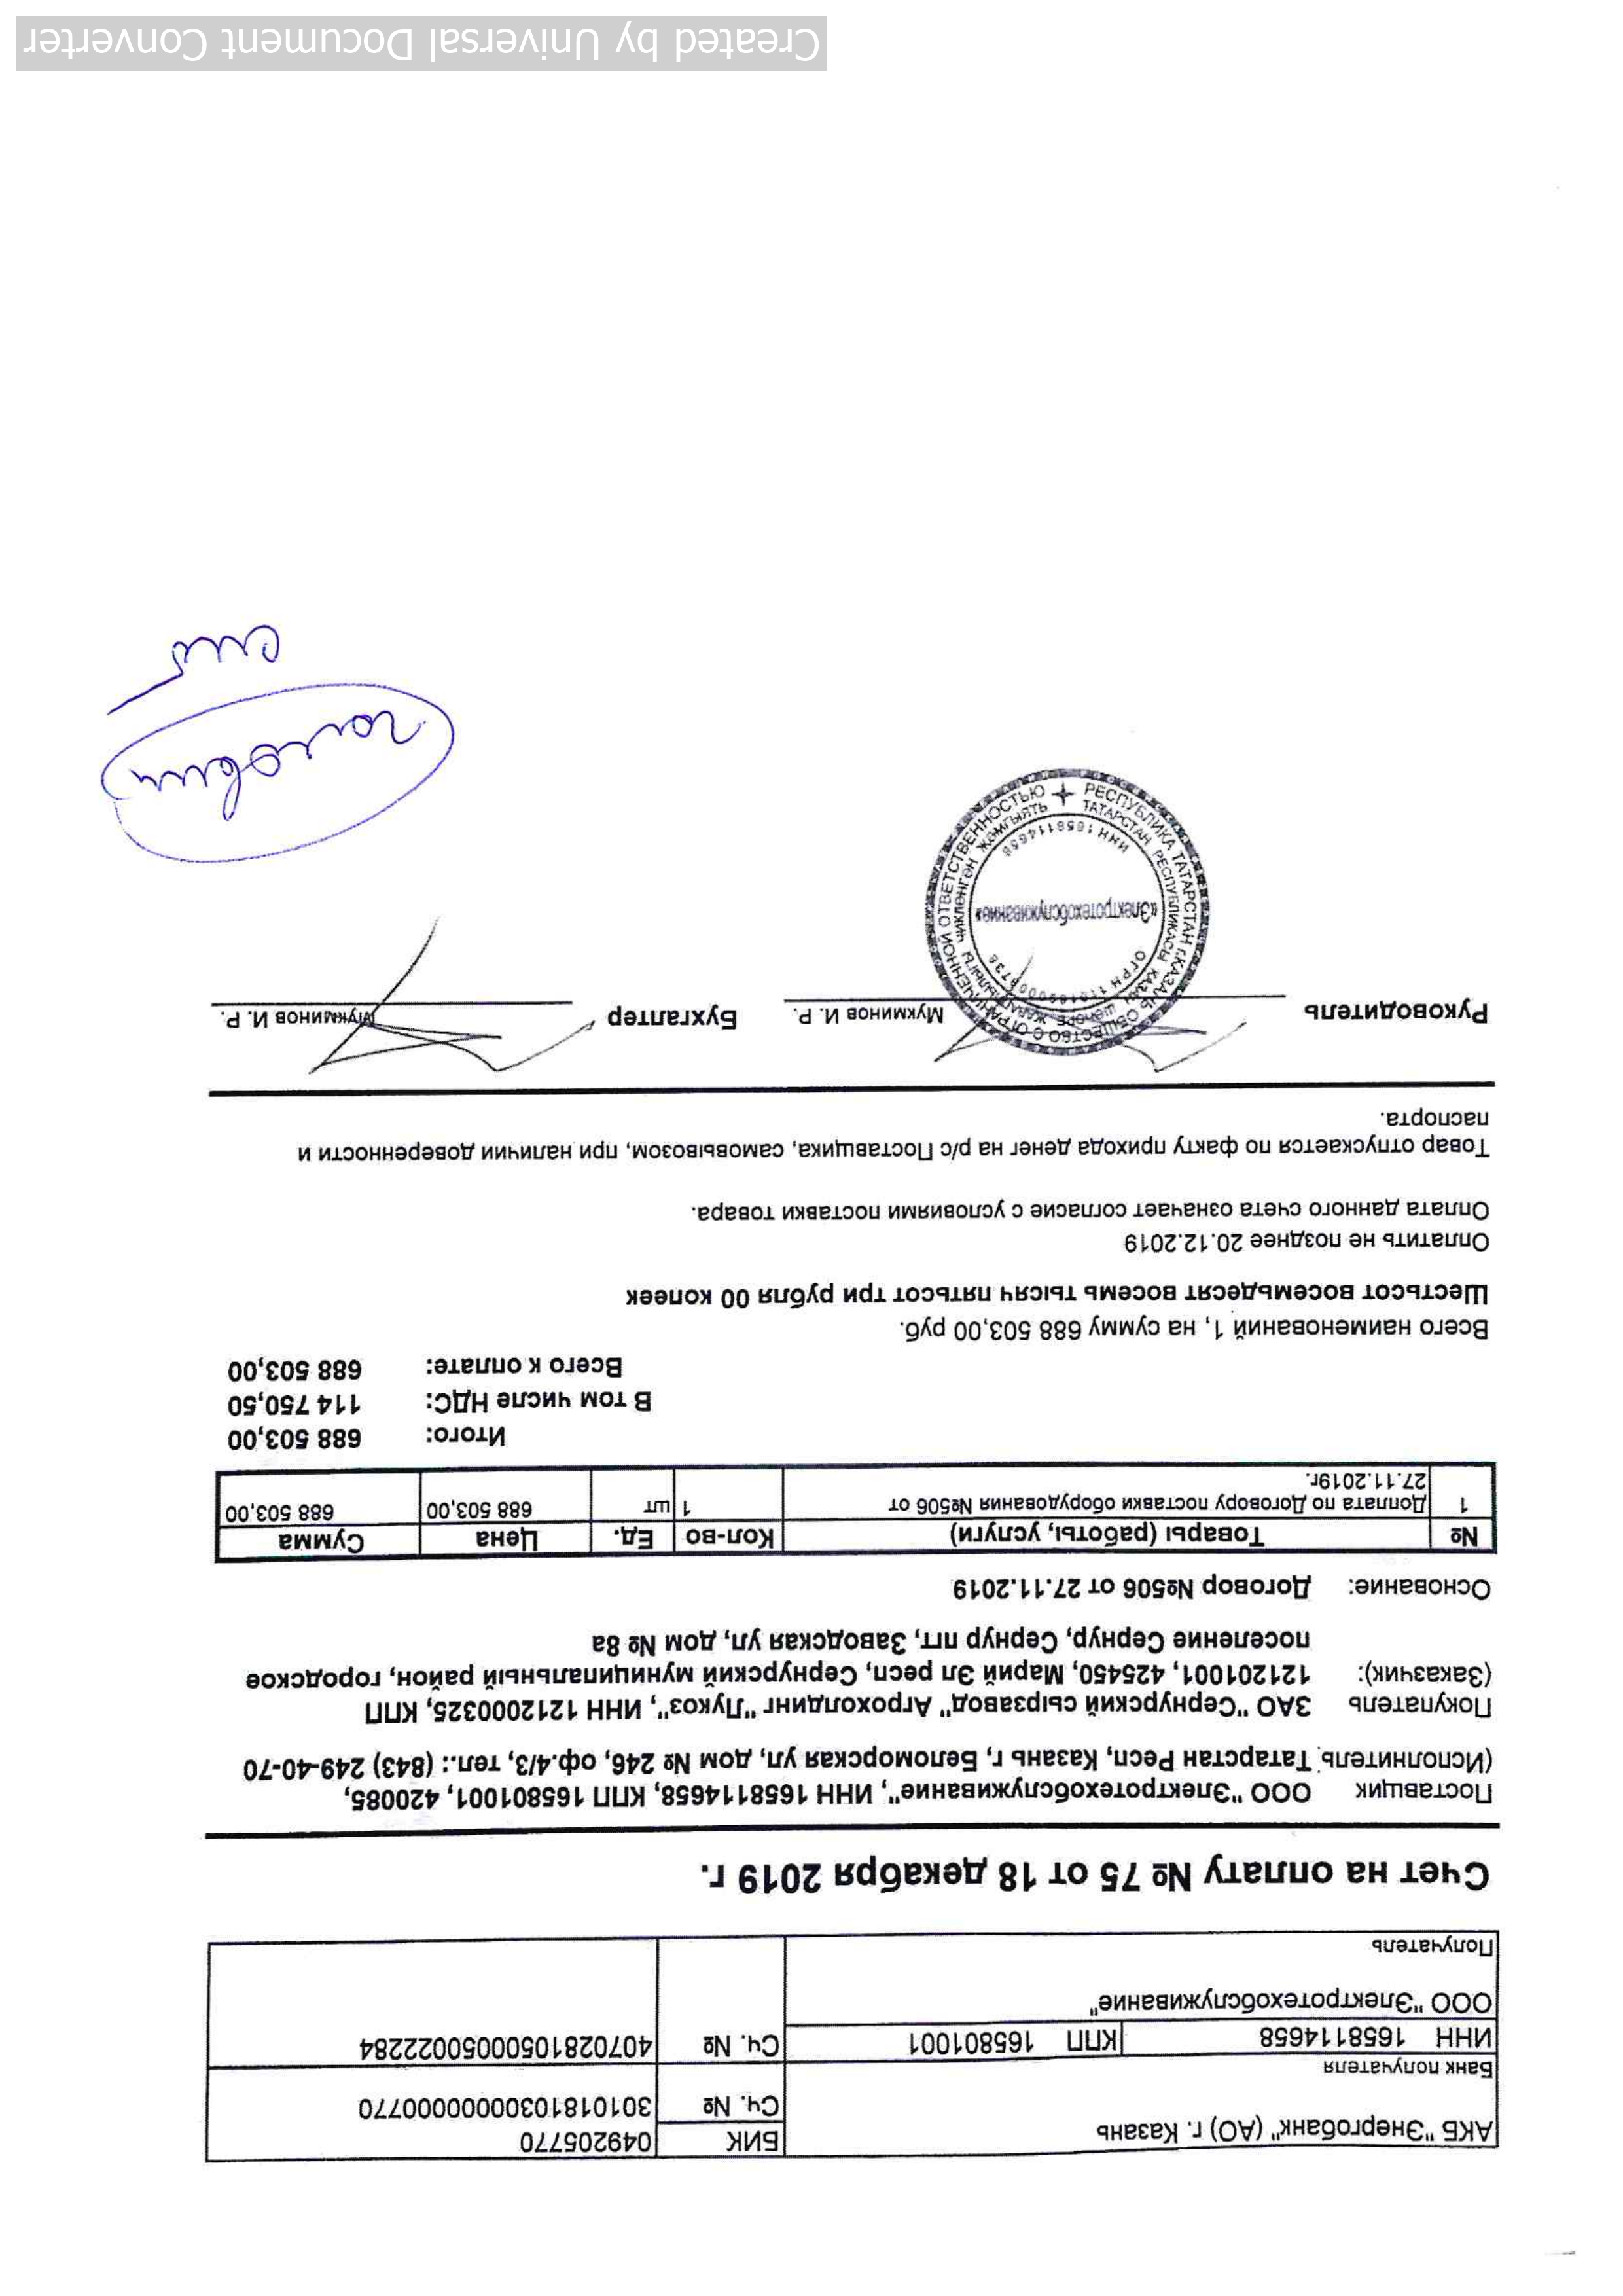 АКБ "Энергобанк" (АО) г. Казань
БИК 049205770
Сч. № 30101810300000000770
Банк получателя
ИНН 1658114658 КПП 165801001 Сч. № 40702810500050022284
ООО "Электротехобслуживание"
Получатель
Счет на оплату № 75 от 18 декабря 2019 г.
Поставщик ООО "Электротехобслуживание", ИНН 1658114658, КПП 165801001, 420085,
(Исполнитель: Татарстан Респ, Казань г, Беломорская ул, дом № 246, оф.4/3, тел.: (843) 249-40-70
Покупатель ЗАО "Сернурский сырзавод" Агрохолдинг "Лукоз", ИНН 1212000325, КПП
(Заказчик): 121201001, 425450, Марий Эл респ, Сернурский муниципальный район, городское
поселение Сернур, Сернур пгт, Заводская ул, дом № 8а
Основание: Договор №506 от 27.11.2019
№ Товары (работы, услуги) Кол-во Ед. Цена Сумма
1 Доплата по Договору поставки оборудования №506 от 1 шт 688 503,00 688 503,00
27.11.2019г.
Итого: 688 503,00
В том числе НДС: 114 750,50
Всего к оплате: 688 503,00
Всего наименований 1, на сумму 688 503,00 руб.
Шестьсот восемьдесят восемь тысяч пятьсот три рубля 00 копеек
Оплатить не позднее 20.12.2019
Оплата данного счета означает согласие с условиями поставки товара.
Товар отпускается по факту прихода денег на р/с Поставщика, самовывозом, при наличии доверенности и
паспорта.
Руководитель Мукминов И. Р. Бухгалтер Мукминов И. Р.
ОБЩЕСТВО С ОГРАНИЧЕННОЙ ОТВЕТСТВЕННОСТЬЮ
РЕСПУБЛИКА ТАТАРСТАН г.КАЗАНЬ
ТАТАРСТАН РЕСПУБЛИКАСЫ КАЗАН
«Электротехобслуживание»
ИНН 1658114658
Created by Universal Document Converter